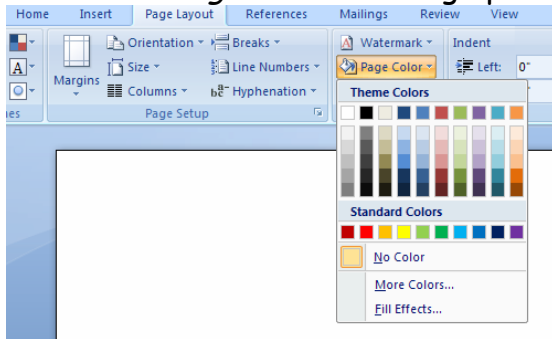 Home Insert Page Layout References Mailings Review View
Orientation Breaks Watermark Indent
Margins Size Line Numbers Page Color Left: 0"
Columns Hyphenation
Page Setup
Theme Colors
Standard Colors
No Color
More Colors...
Fill Effects...